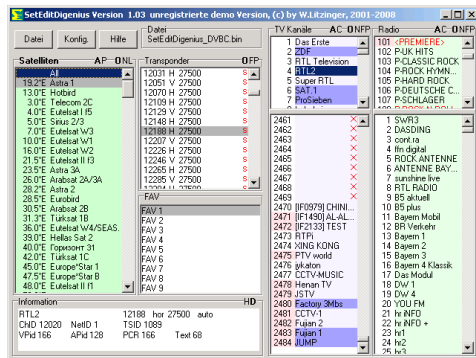 SetEditDigenius Version 1.03 unregistrierte demo Version, (c) by W.Litzinger, 2001-2008
Datei
Konfig.
Hilfe
Datei
SetEditDigenius_DVBC.bin
Satelliten AP ONL
All
19.2°E Astra 1
13.0°E Hotbird
3.0°E Telecom 2C
4.0°E Eutelsat I f5
5.0°E Sirius 2/3
7.0°E Eutelsat W3
10.0°E Eutelsat W1
16.0°E Eutelsat W2
21.5°E Eutelsat II f3
23.5°E Astra 3A
26.0°E Arabsat 2A/3A
28.2°E Astra 2
28.5°E Eurobird
30.5°E Arabsat 2B
31.3°E Türksat 1B
36.0°E Eutelsat W4/SEAS.
39.0°E Hellas Sat 2
40.0°E Горизонт 31
42.0°E Türksat 1C
45.0°E Europe*Star 1
45.0°E Europe*Star B
48.0°E Eutelsat II f1
Transponder OFP
12031 H 27500 S
12051 V 27500 S
12070 H 27500 S
12109 H 27500 S
12129 V 27500 S
12148 H 27500 S
12188 H 27500 S
12207 V 27500 S
12226 H 27500 S
12246 V 27500 S
12265 H 27500 S
12285 V 27500 S
FAV
FAV 1
FAV 2
FAV 3
FAV 4
FAV 5
FAV 6
FAV 7
FAV 8
FAV 9
Information HD
RTL2 12188 hor 27500 auto
ChID 12020 NetID 1 TSID 1089
VPid 166 APid 128 PCR 166 Text 68
TV Kanäle AC ONFP
1 Das Erste
2 ZDF
3 RTL Television
4 RTL2
5 Super RTL
6 SAT.1
7 ProSieben
2461 X
2462 X
2463 X
2464 X
2465 X
2466 X
2467 X
2468 X
2469 X
2470 [IF0979] CHINI...
2471 [IF1490] AL-AL...
2472 [IF2133] TEST
2473 RTPi
2474 XING KONG
2475 PTV world
2476 jykaton
2477 CCTV-MUSIC
2478 Henan TV
2479 JSTV
2480 Factory 3Mbs
2481 CCTV-1
2482 Fujian 2
2483 Fujian 1
2484 JUMP
Radio AC ONFP
101 <PREMIERE>
102 P-UK HITS
103 P-CLASSIC ROCK
104 P-ROCK HYMN...
105 P-HARD ROCK
106 P-DEUTSCHE C...
107 P-SCHLAGER
1 SWR3
2 DASDING
3 cont.ra
4 ffn digital
5 ROCK ANTENNE
6 ANTENNE BAY...
7 sunshine live
8 RTL RADIO
9 B5 aktuell
10 B5 plus
11 Bayern Mobil
12 BR Verkehr
13 Bayern 1
14 Bayern 2
15 Bayern 3
16 Bayern 4 Klassik
17 Das Modul
18 DW 1
19 DW 4
20 YOU FM
21 hr iNFO
22 hr iNFO +
23 hr1
24 hr2